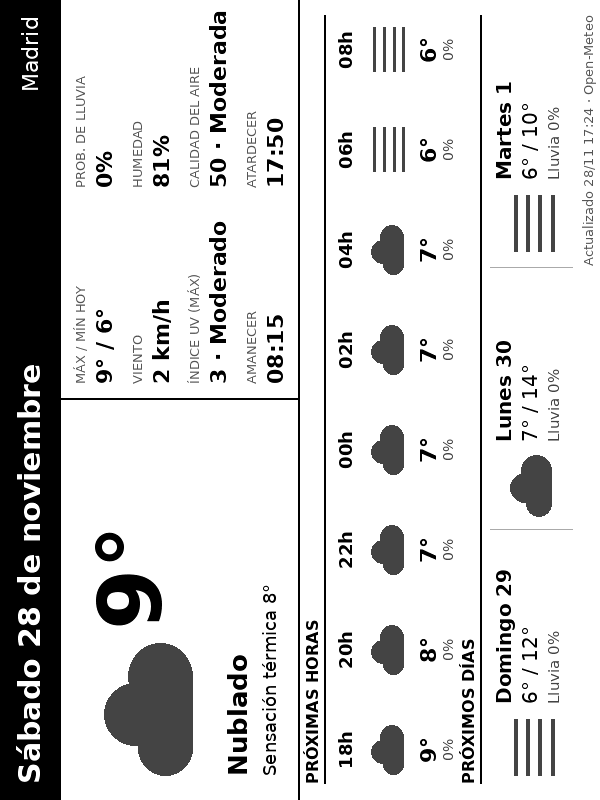 Sábado 28 de noviembre
Madrid
9°
Nublado
Sensación térmica 8°
MÁX / MÍN HOY
9° / 6°
PROB. DE LLUVIA
0%
VIENTO
2 km/h
HUMEDAD
81%
ÍNDICE UV (MÁX)
3 · Moderado
CALIDAD DEL AIRE
50 · Moderada
AMANECER
08:15
ATARDECER
17:50
PRÓXIMAS HORAS
18h 20h 22h 00h 02h 04h 06h 08h
9° 8° 7° 7° 7° 7° 6° 6°
0% 0% 0% 0% 0% 0% 0% 0%
PRÓXIMOS DÍAS
Domingo 29
6° / 12°
Lluvia 0%
Lunes 30
7° / 14°
Lluvia 0%
Martes 1
6° / 10°
Lluvia 0%
Actualizado 28/11 17:24 · Open-Meteo